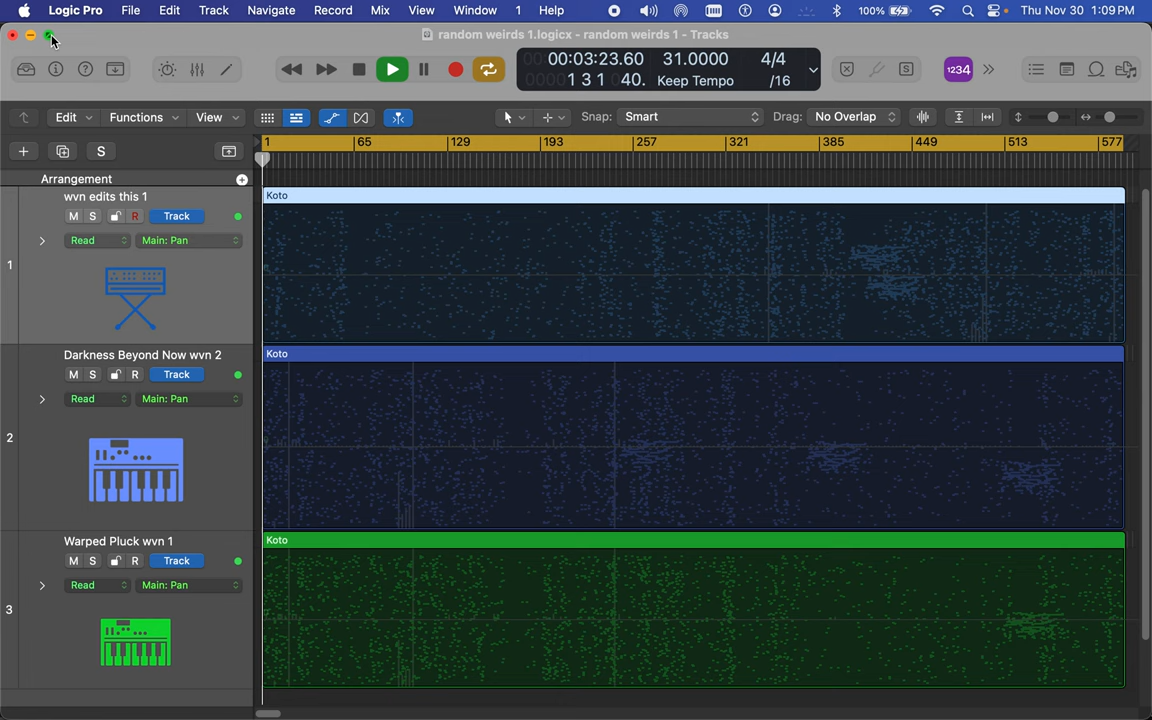 Logic Pro File Edit Track Navigate Record Mix View Window 1 Help 100% Thu Nov 30 1:09 PM
random weirds 1.logicx - random weirds 1 - Tracks
00:00:03:23.60 31.0000 4/4
1 3 1 40. Keep Tempo /16
1234
Edit Functions View Snap: Smart Drag: No Overlap
S
1 65 129 193 257 321 385 449 513 577
Arrangement
wvn edits this 1
Koto
M S R Track
Read Main: Pan
1
Darkness Beyond Now wvn 2
Koto
M S R Track
Read Main: Pan
2
Warped Pluck wvn 1
Koto
M S R Track
Read Main: Pan
3